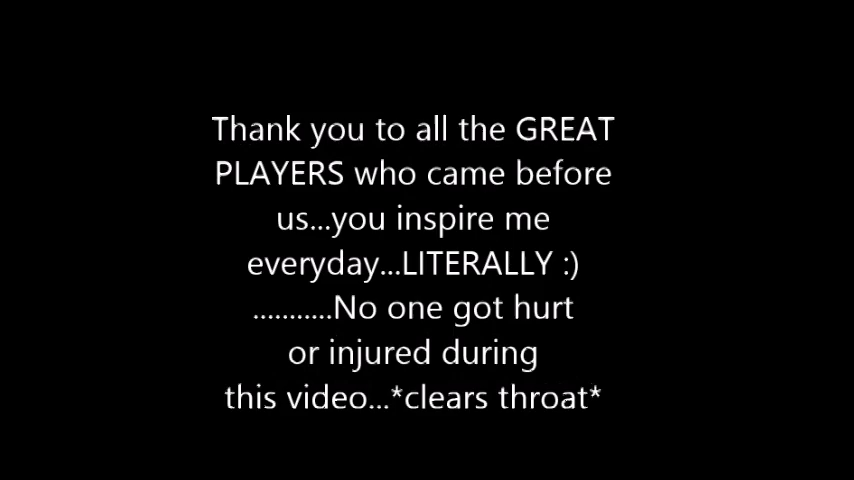 Thank you to all the GREAT
PLAYERS who came before
us...you inspire me
everyday...LITERALLY :)
...........No one got hurt
or injured during
this video...*clears throat*